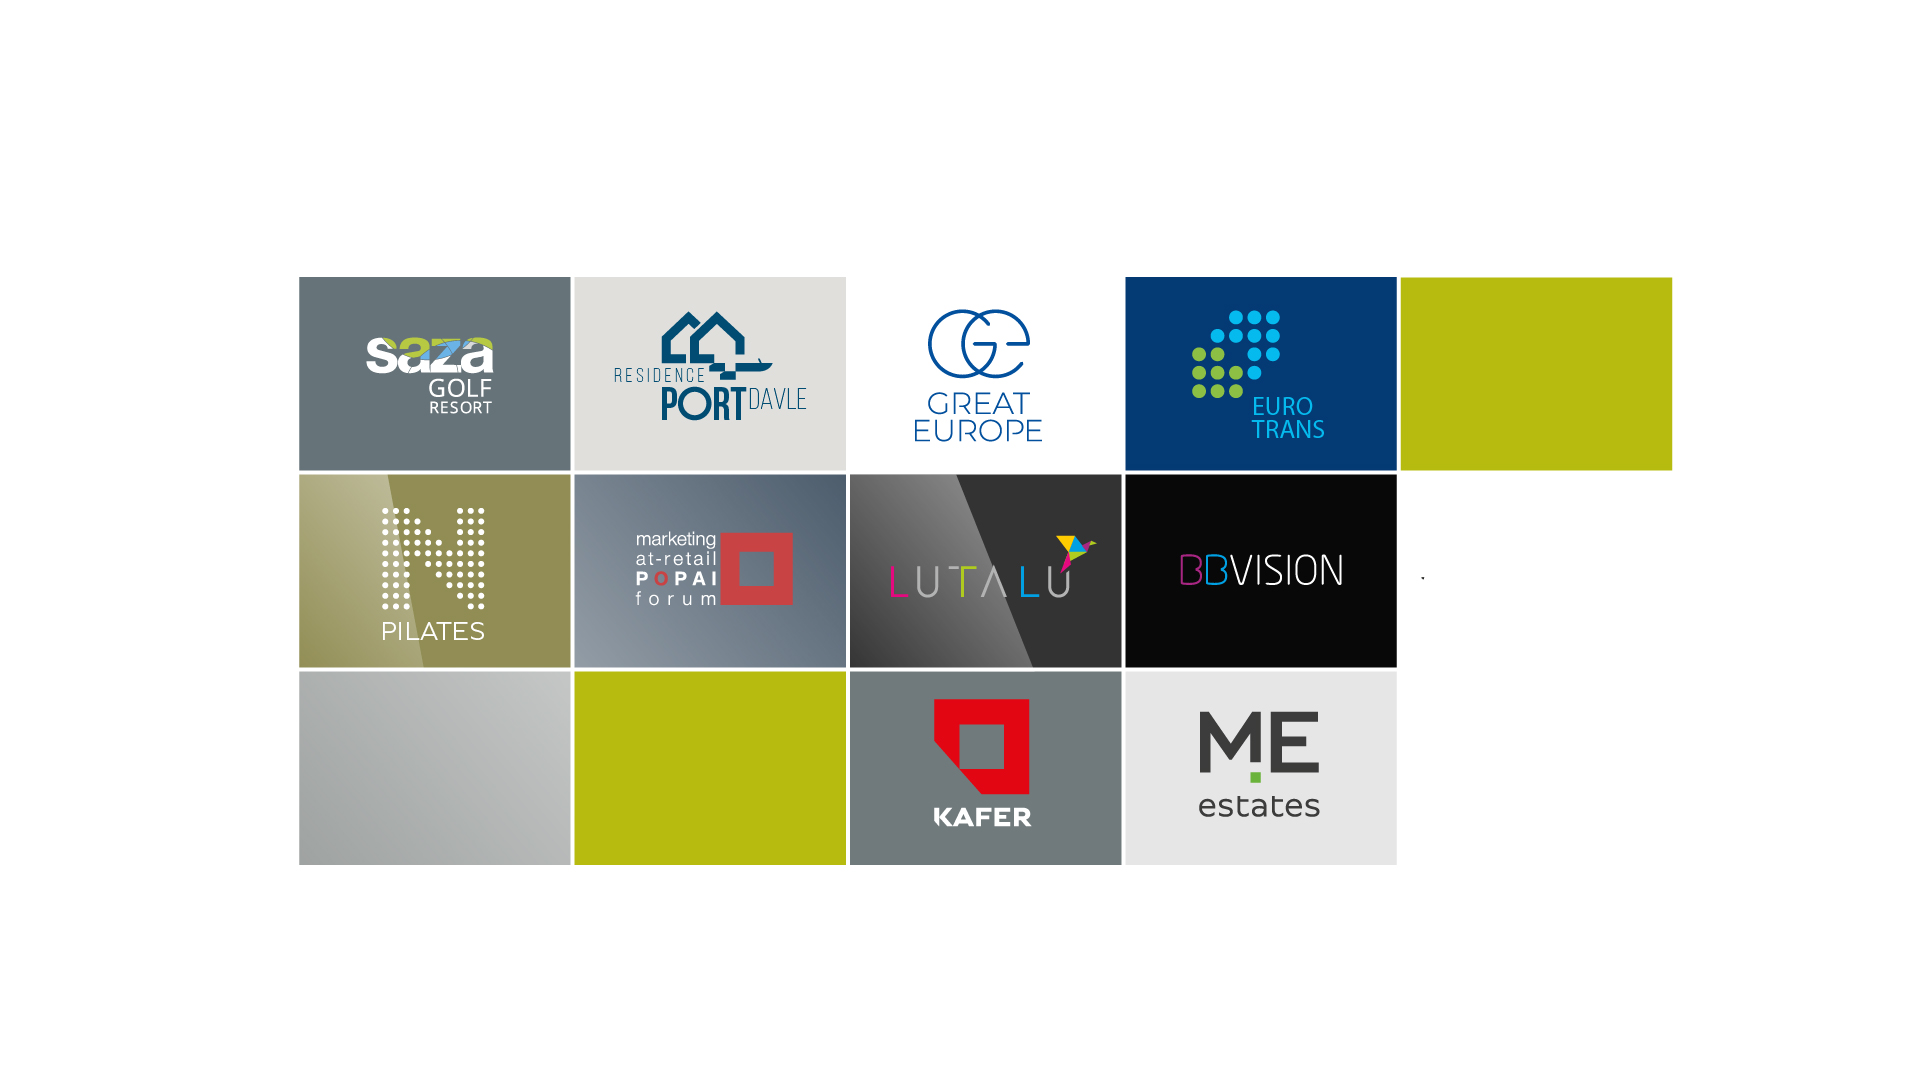 saza
GOLF
RESORT
RESIDENCE
PORT DAVLE
GE
GREAT
EUROPE
EURO
TRANS
N
PILATES
marketing
at-retail
POPAI
forum
LUTALU
BBVISION
KAFER
M.E
estates